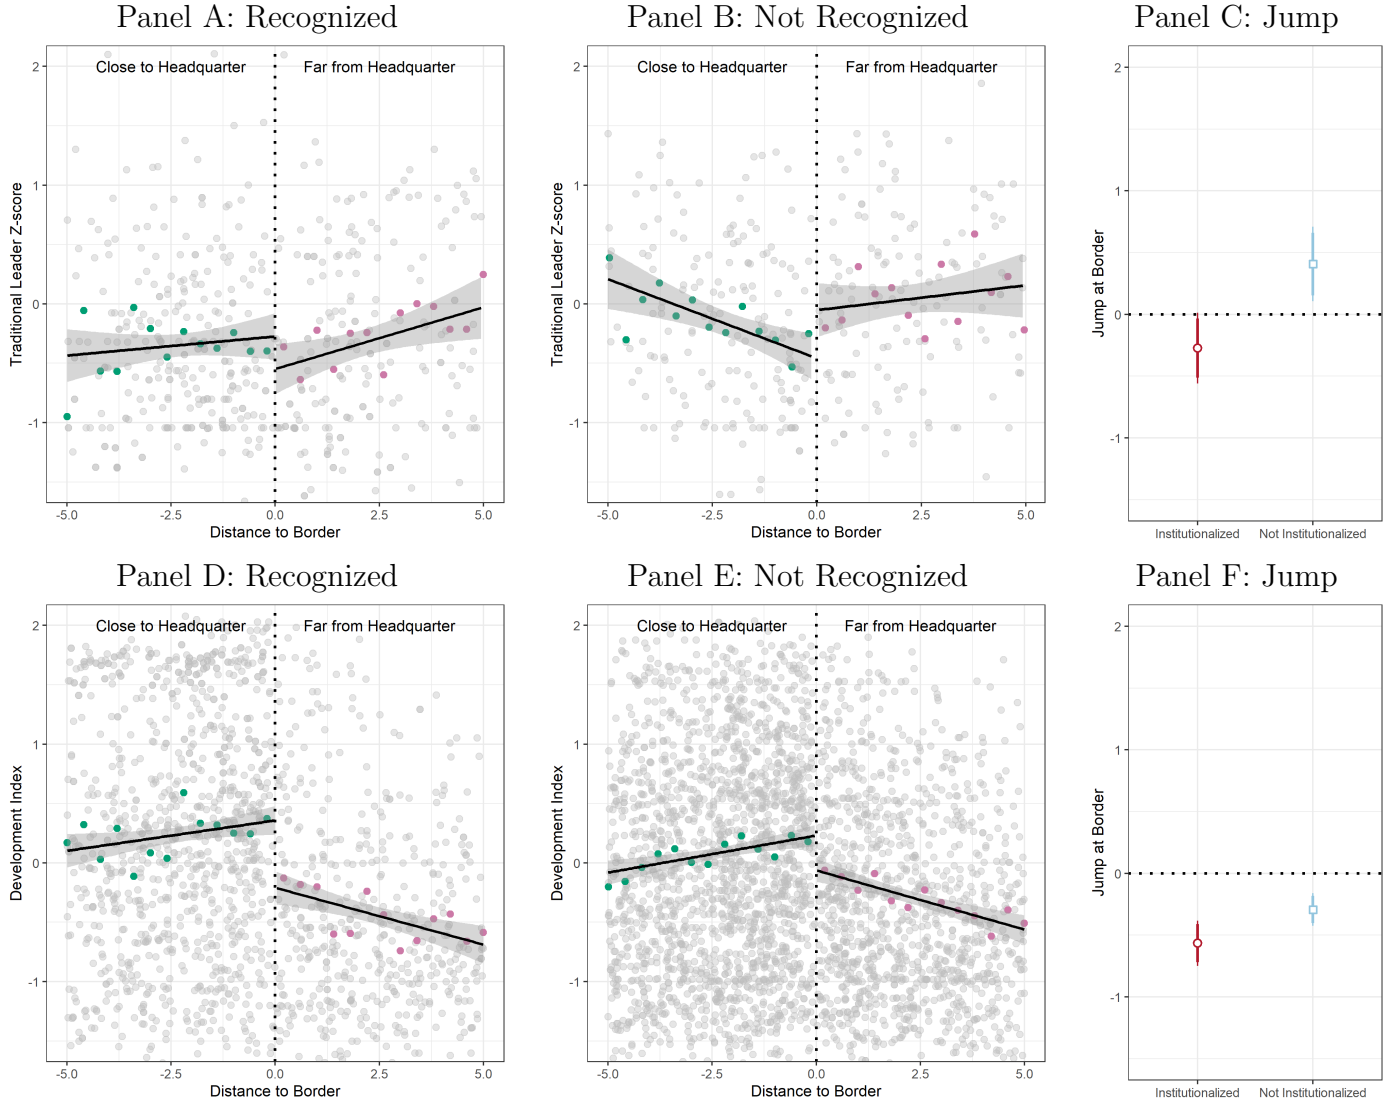 Panel A: Recognized
Panel B: Not Recognized
Panel C: Jump
Close to Headquarter
Far from Headquarter
Traditional Leader Z-score
2
1
0
-1
-5.0
-2.5
0.0
2.5
5.0
Distance to Border
Close to Headquarter
Far from Headquarter
Traditional Leader Z-score
2
1
0
-1
-5.0
-2.5
0.0
2.5
5.0
Distance to Border
Jump at Border
2
1
0
-1
Institutionalized
Not Institutionalized
Panel D: Recognized
Panel E: Not Recognized
Panel F: Jump
Close to Headquarter
Far from Headquarter
Development Index
2
1
0
-1
-5.0
-2.5
0.0
2.5
5.0
Distance to Border
Close to Headquarter
Far from Headquarter
Development Index
2
1
0
-1
-5.0
-2.5
0.0
2.5
5.0
Distance to Border
Jump at Border
2
1
0
-1
Institutionalized
Not Institutionalized